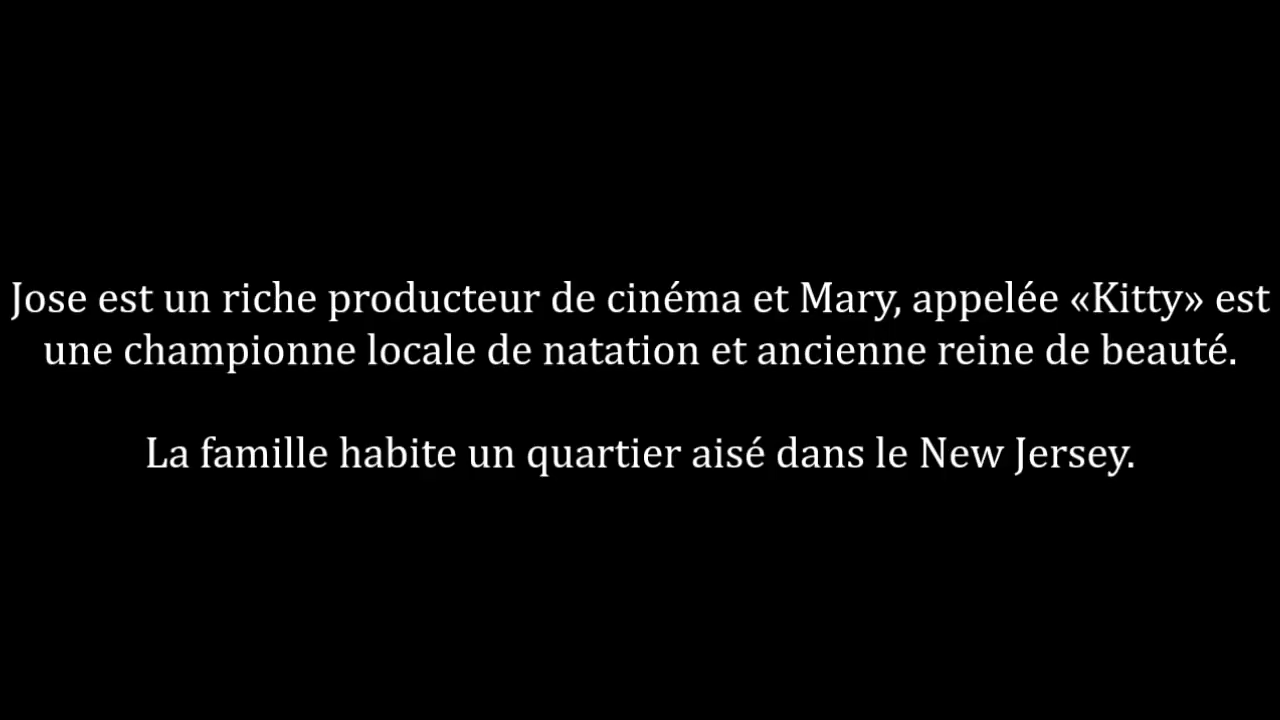 Jose est un riche producteur de cinéma et Mary, appelée «Kitty» est
une championne locale de natation et ancienne reine de beauté.
La famille habite un quartier aisé dans le New Jersey.